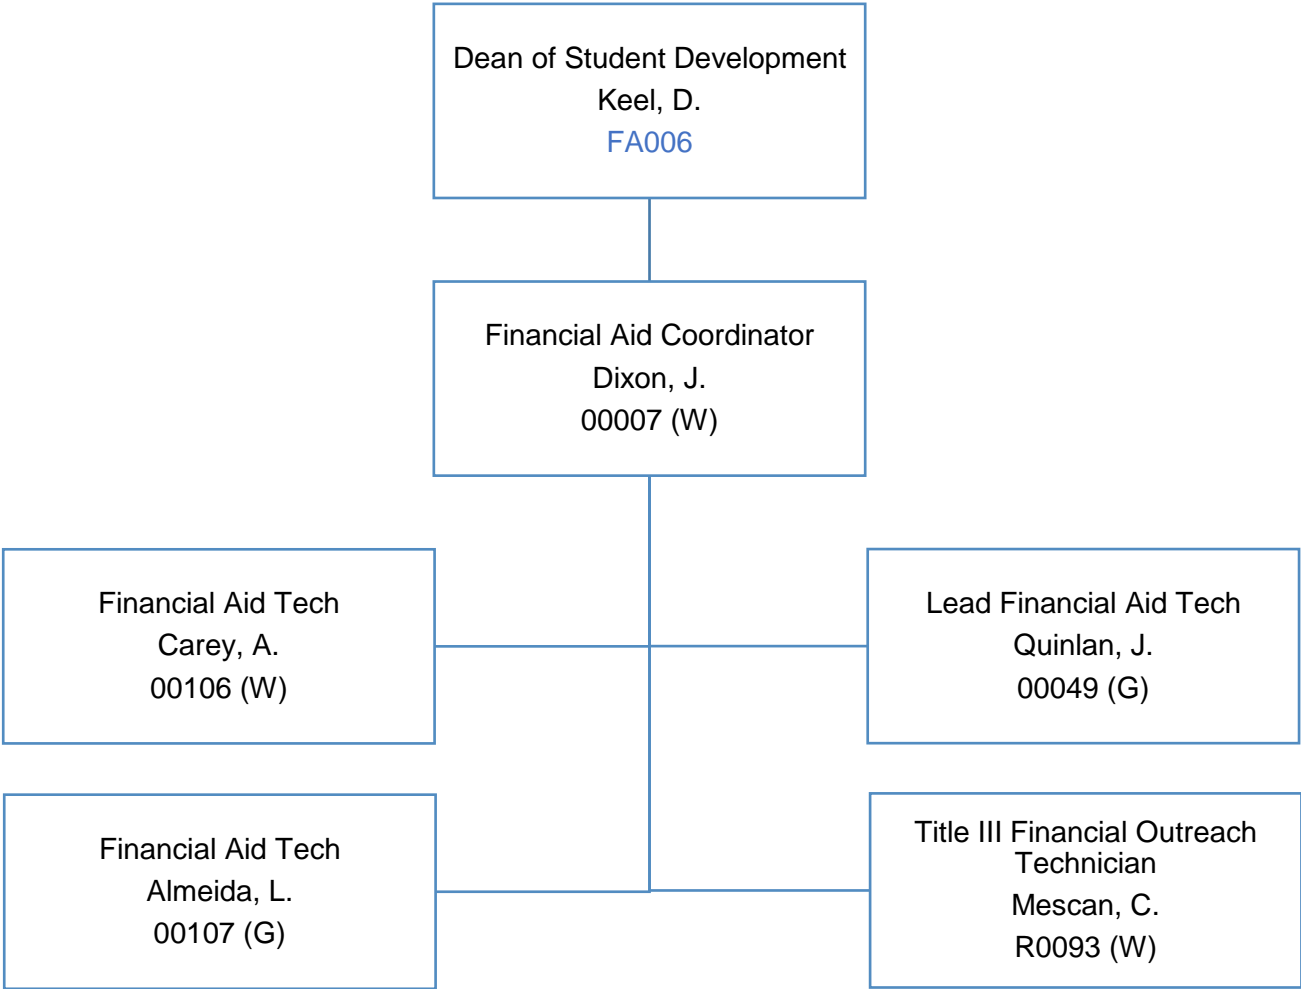 Dean of Student Development
Keel, D.
FA006
Financial Aid Coordinator
Dixon, J.
00007 (W)
Financial Aid Tech
Carey, A.
00106 (W)
Lead Financial Aid Tech
Quinlan, J.
00049 (G)
Financial Aid Tech
Almeida, L.
00107 (G)
Title III Financial Outreach
Technician
Mescan, C.
R0093 (W)